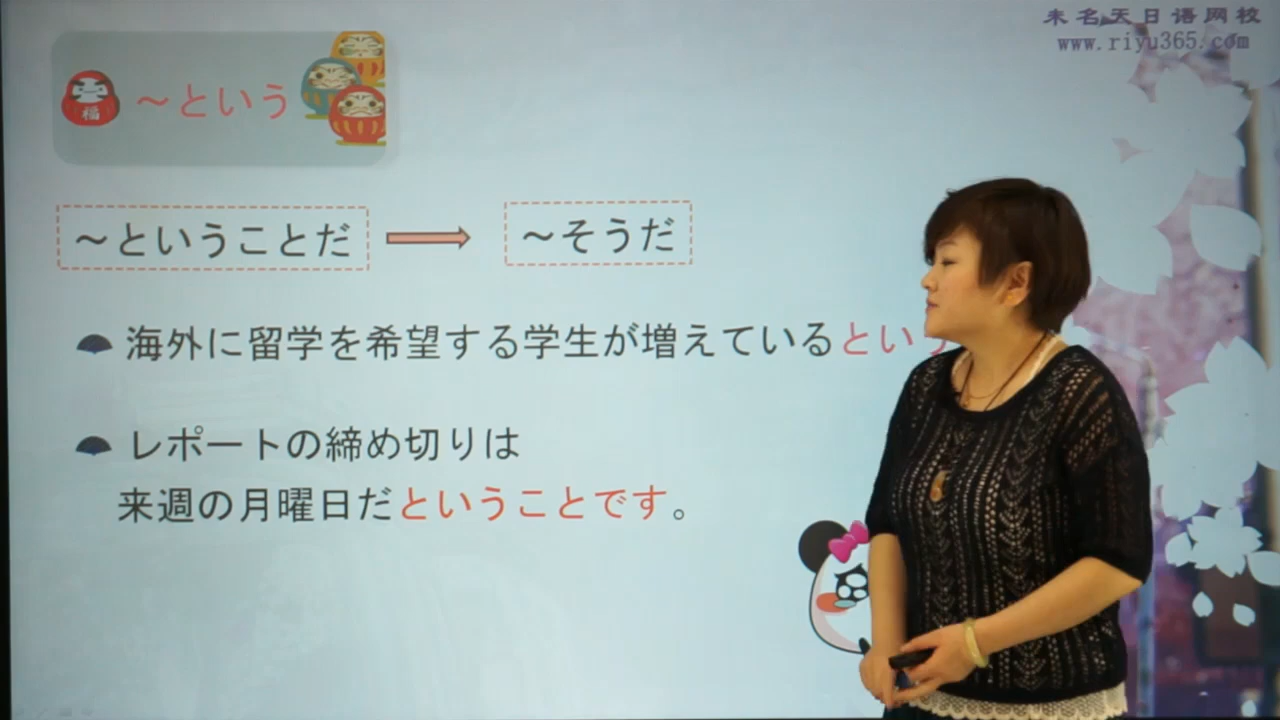 未名天日语网校
www.riyu365.com
福
～という
～ということだ
～そうだ
海外に留学を希望する学生が増えているという
レポートの締め切りは
来週の月曜日だということです。